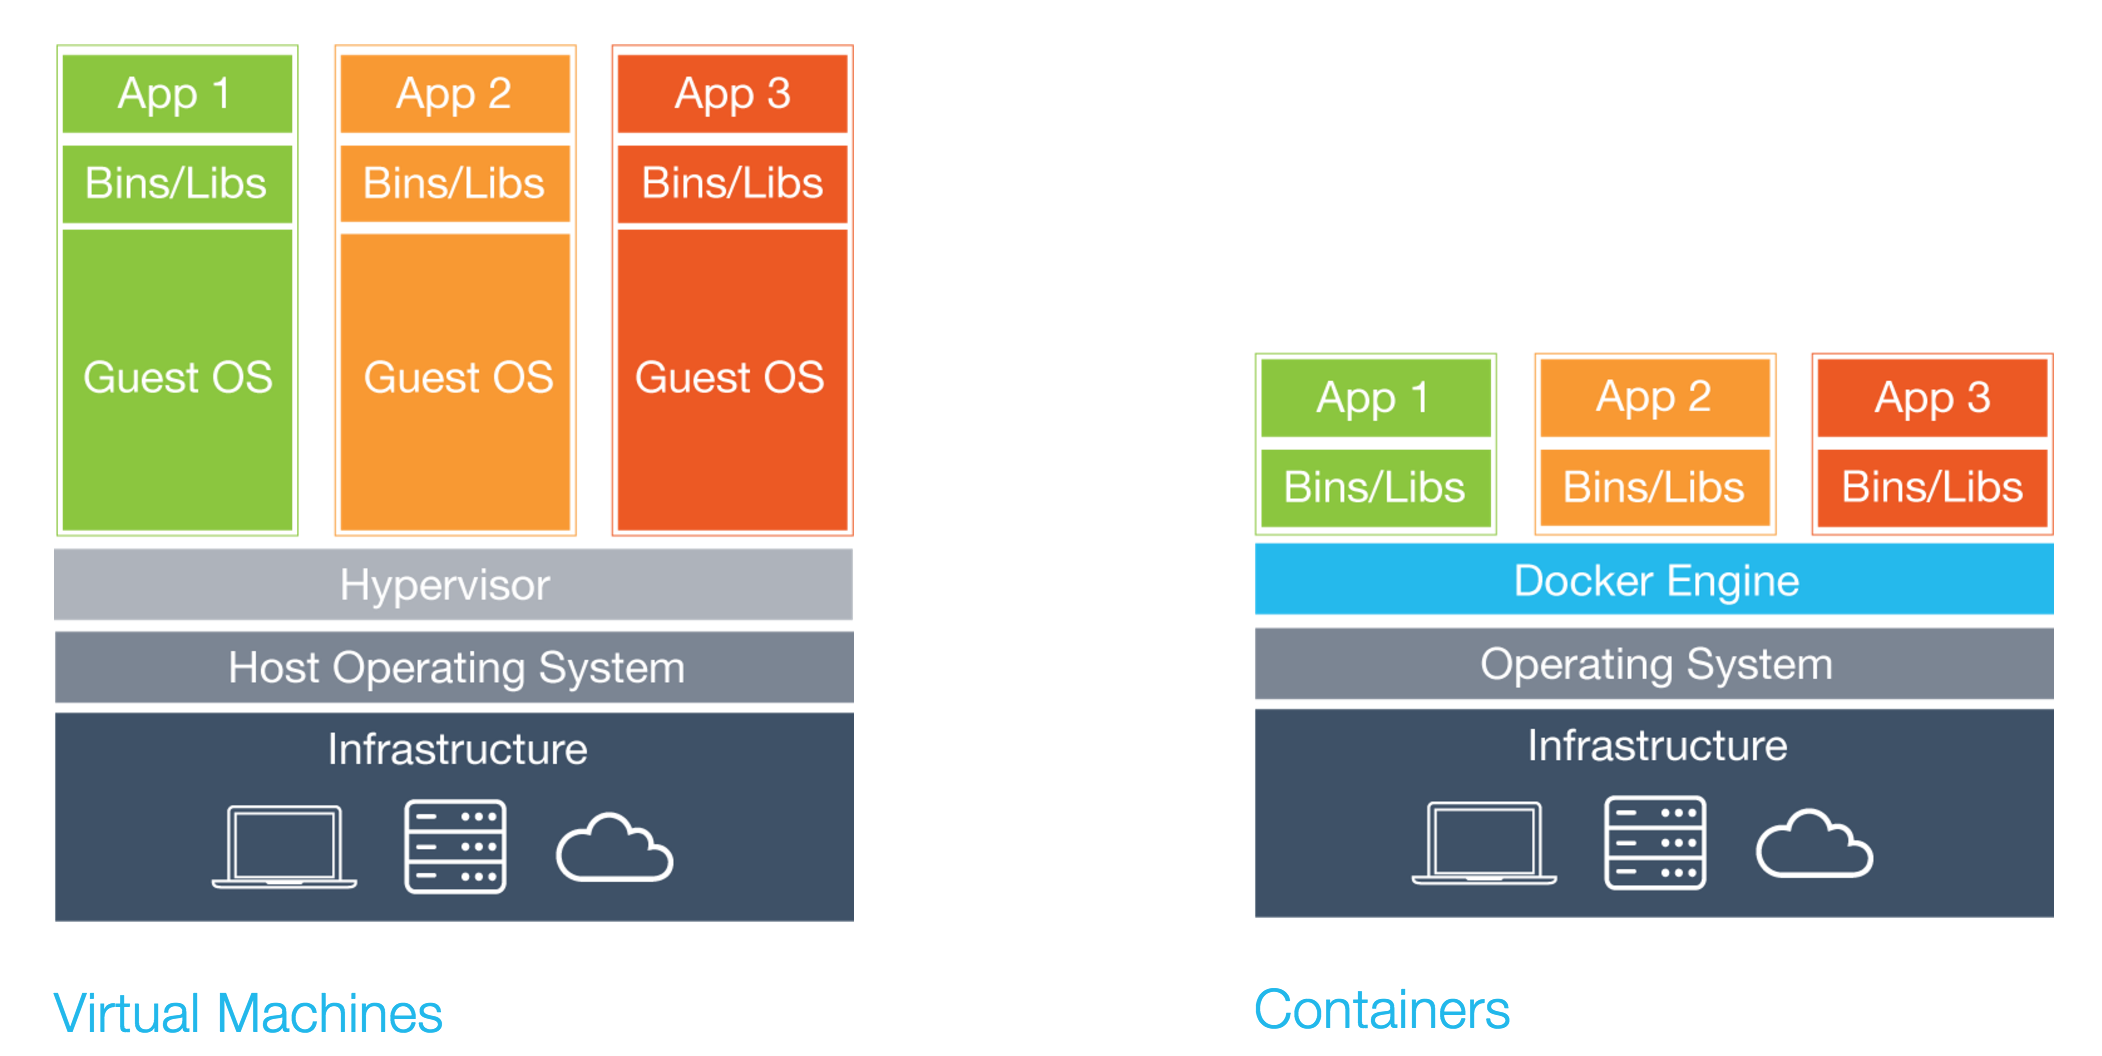 App 1
App 2
App 3
Bins/Libs
Bins/Libs
Bins/Libs
Guest OS
Guest OS
Guest OS
Hypervisor
Host Operating System
Infrastructure
Virtual Machines
App 1
App 2
App 3
Bins/Libs
Bins/Libs
Bins/Libs
Docker Engine
Operating System
Infrastructure
Containers